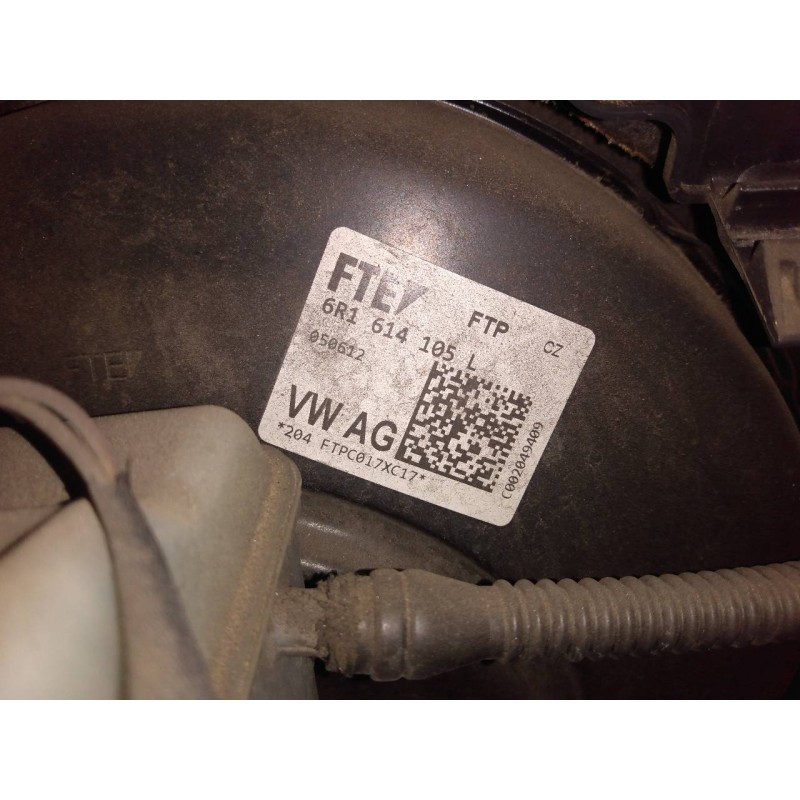 FTE
FTP CZ
6R1 614 105 L
050612
VW AG
*204 FTPC017XC17*
C002049409
FTE